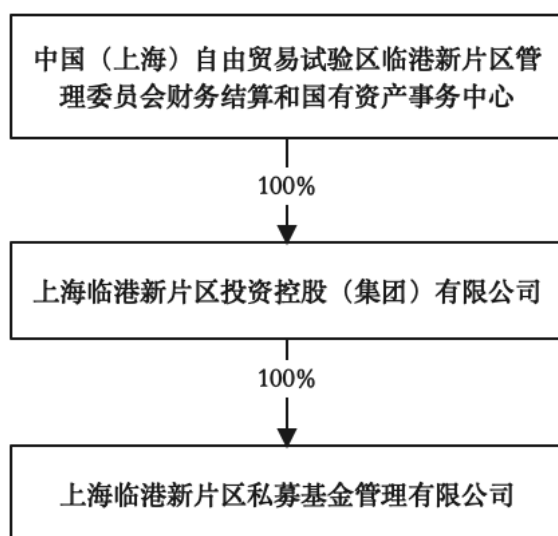 中国（上海）自由贸易试验区临港新片区管
理委员会财务结算和国有资产事务中心
100%
上海临港新片区投资控股（集团）有限公司
100%
上海临港新片区私募基金管理有限公司